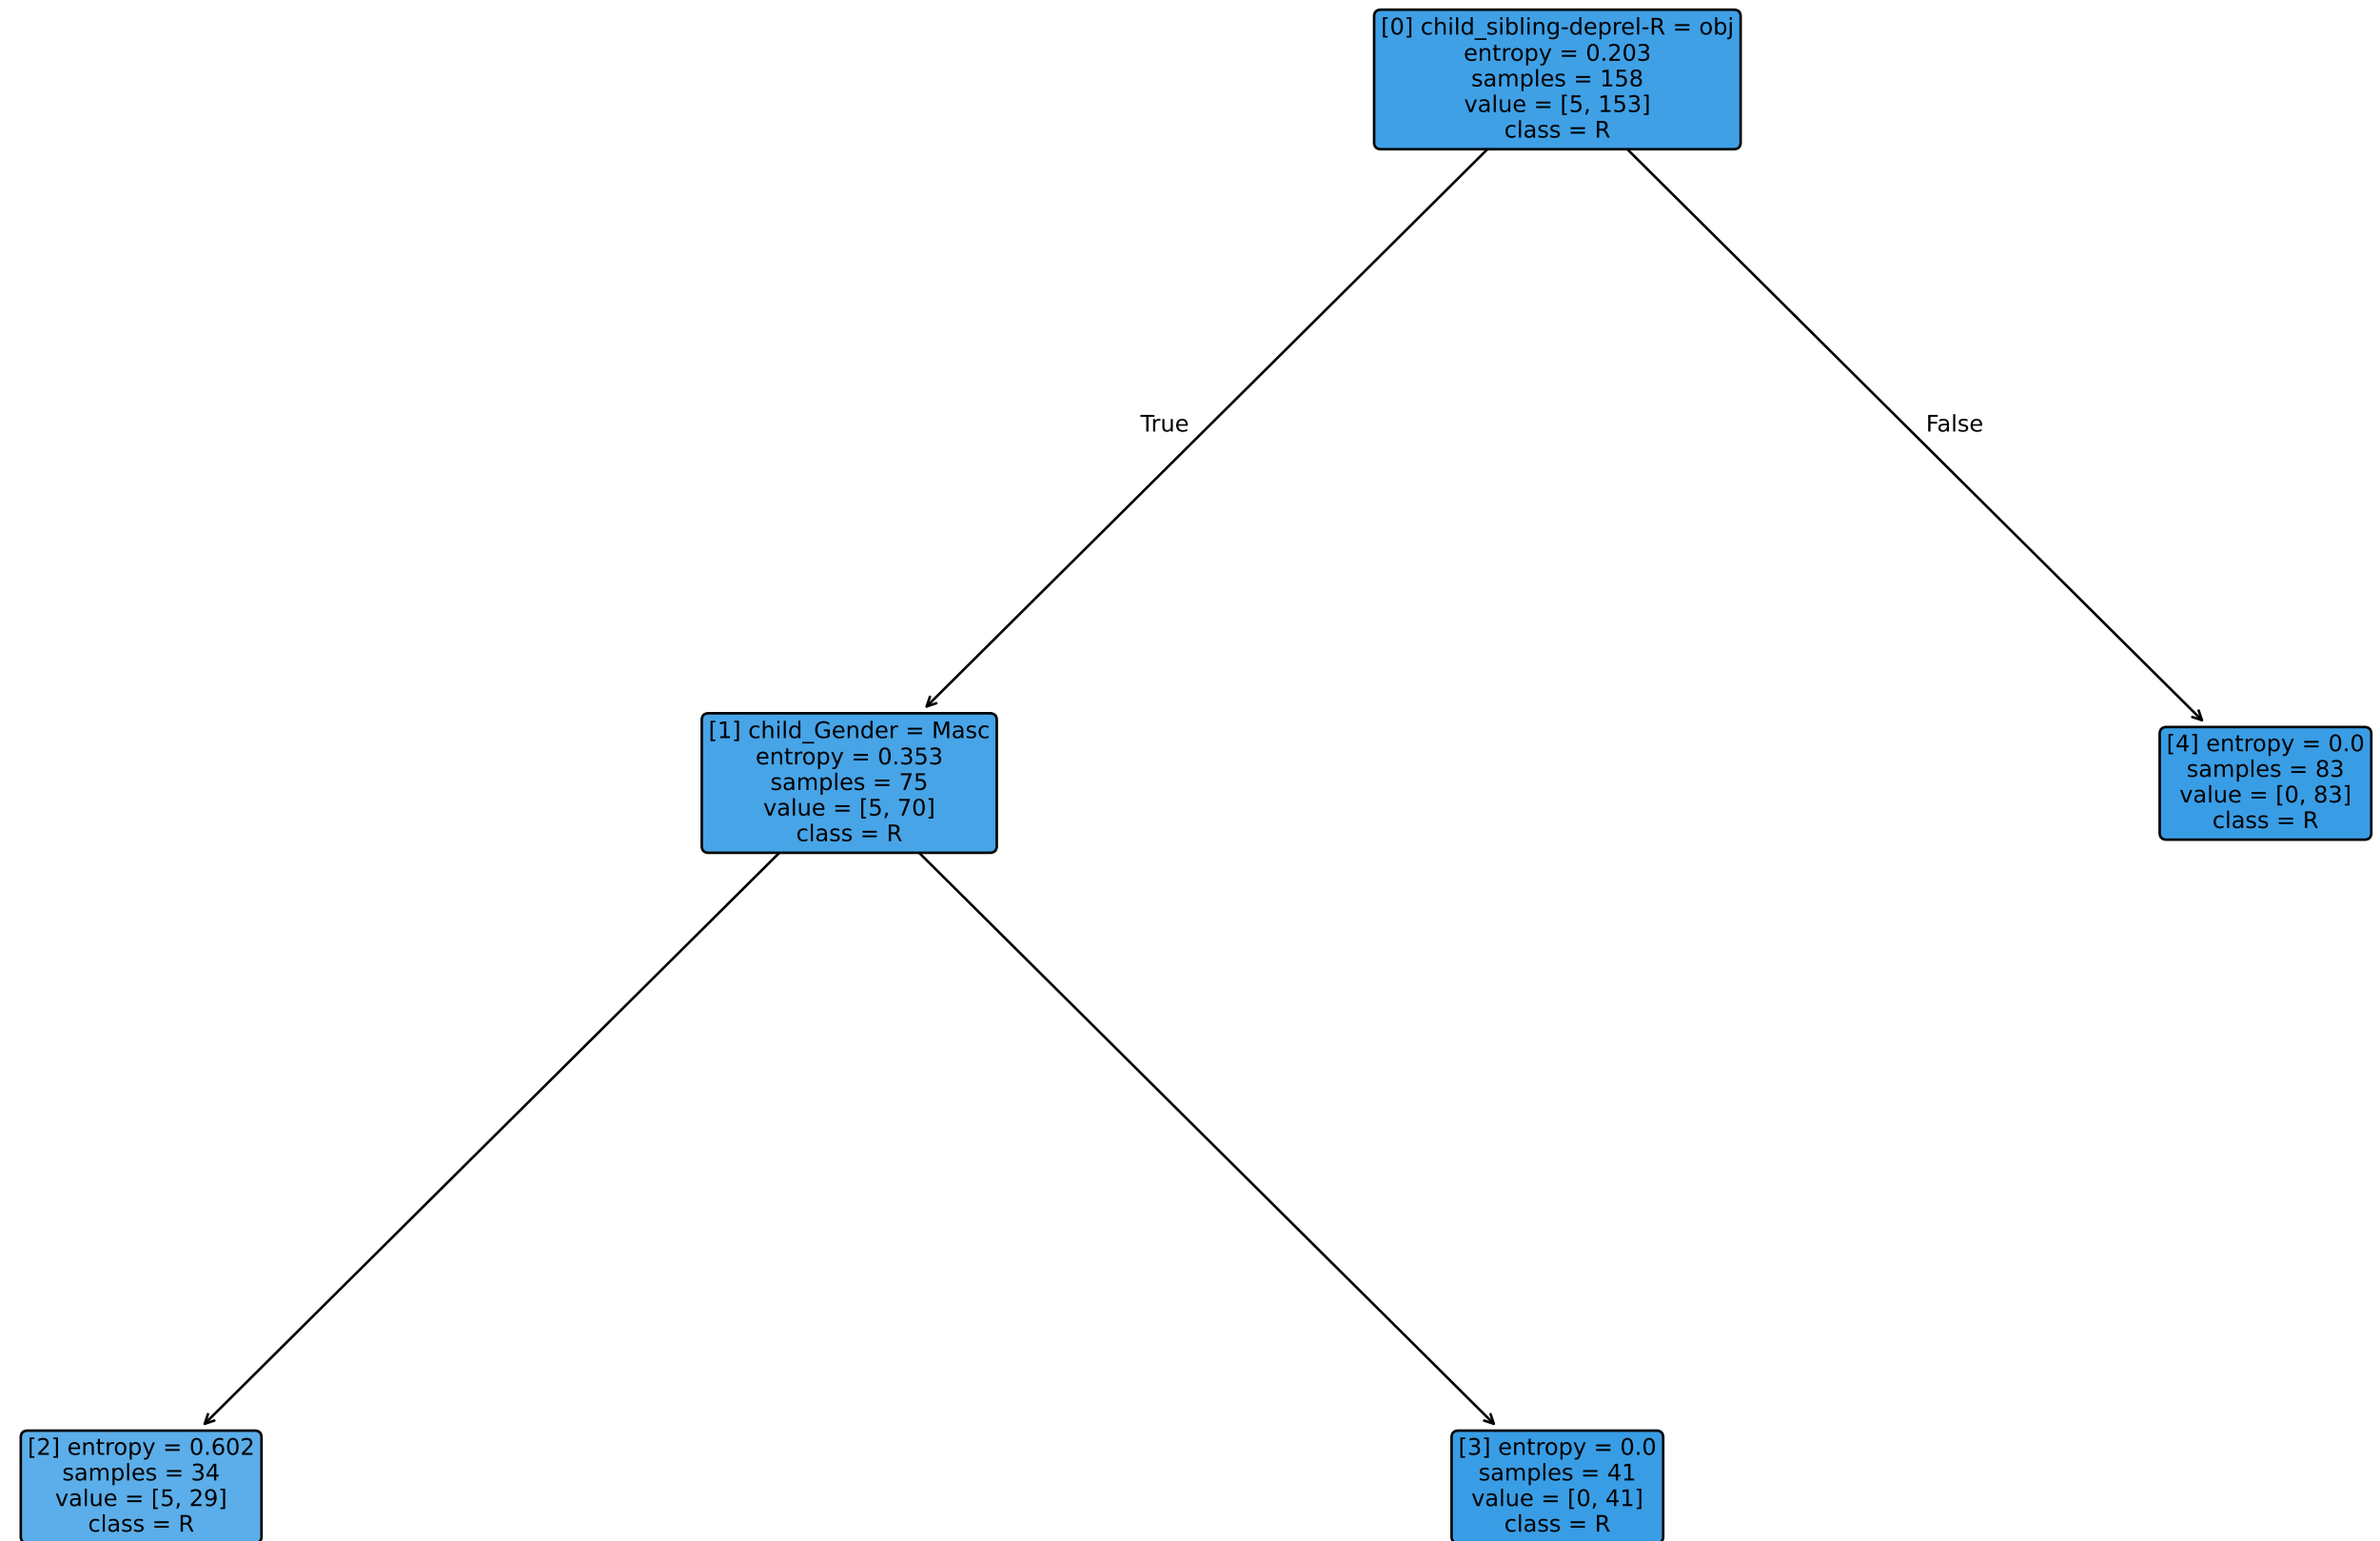 [0] child_sibling-deprel-R = obj
entropy = 0.203
samples = 158
value = [5, 153]
class = R
True
False
[1] child_Gender = Masc
entropy = 0.353
samples = 75
value = [5, 70]
class = R
[4] entropy = 0.0
samples = 83
value = [0, 83]
class = R
[2] entropy = 0.602
samples = 34
value = [5, 29]
class = R
[3] entropy = 0.0
samples = 41
value = [0, 41]
class = R